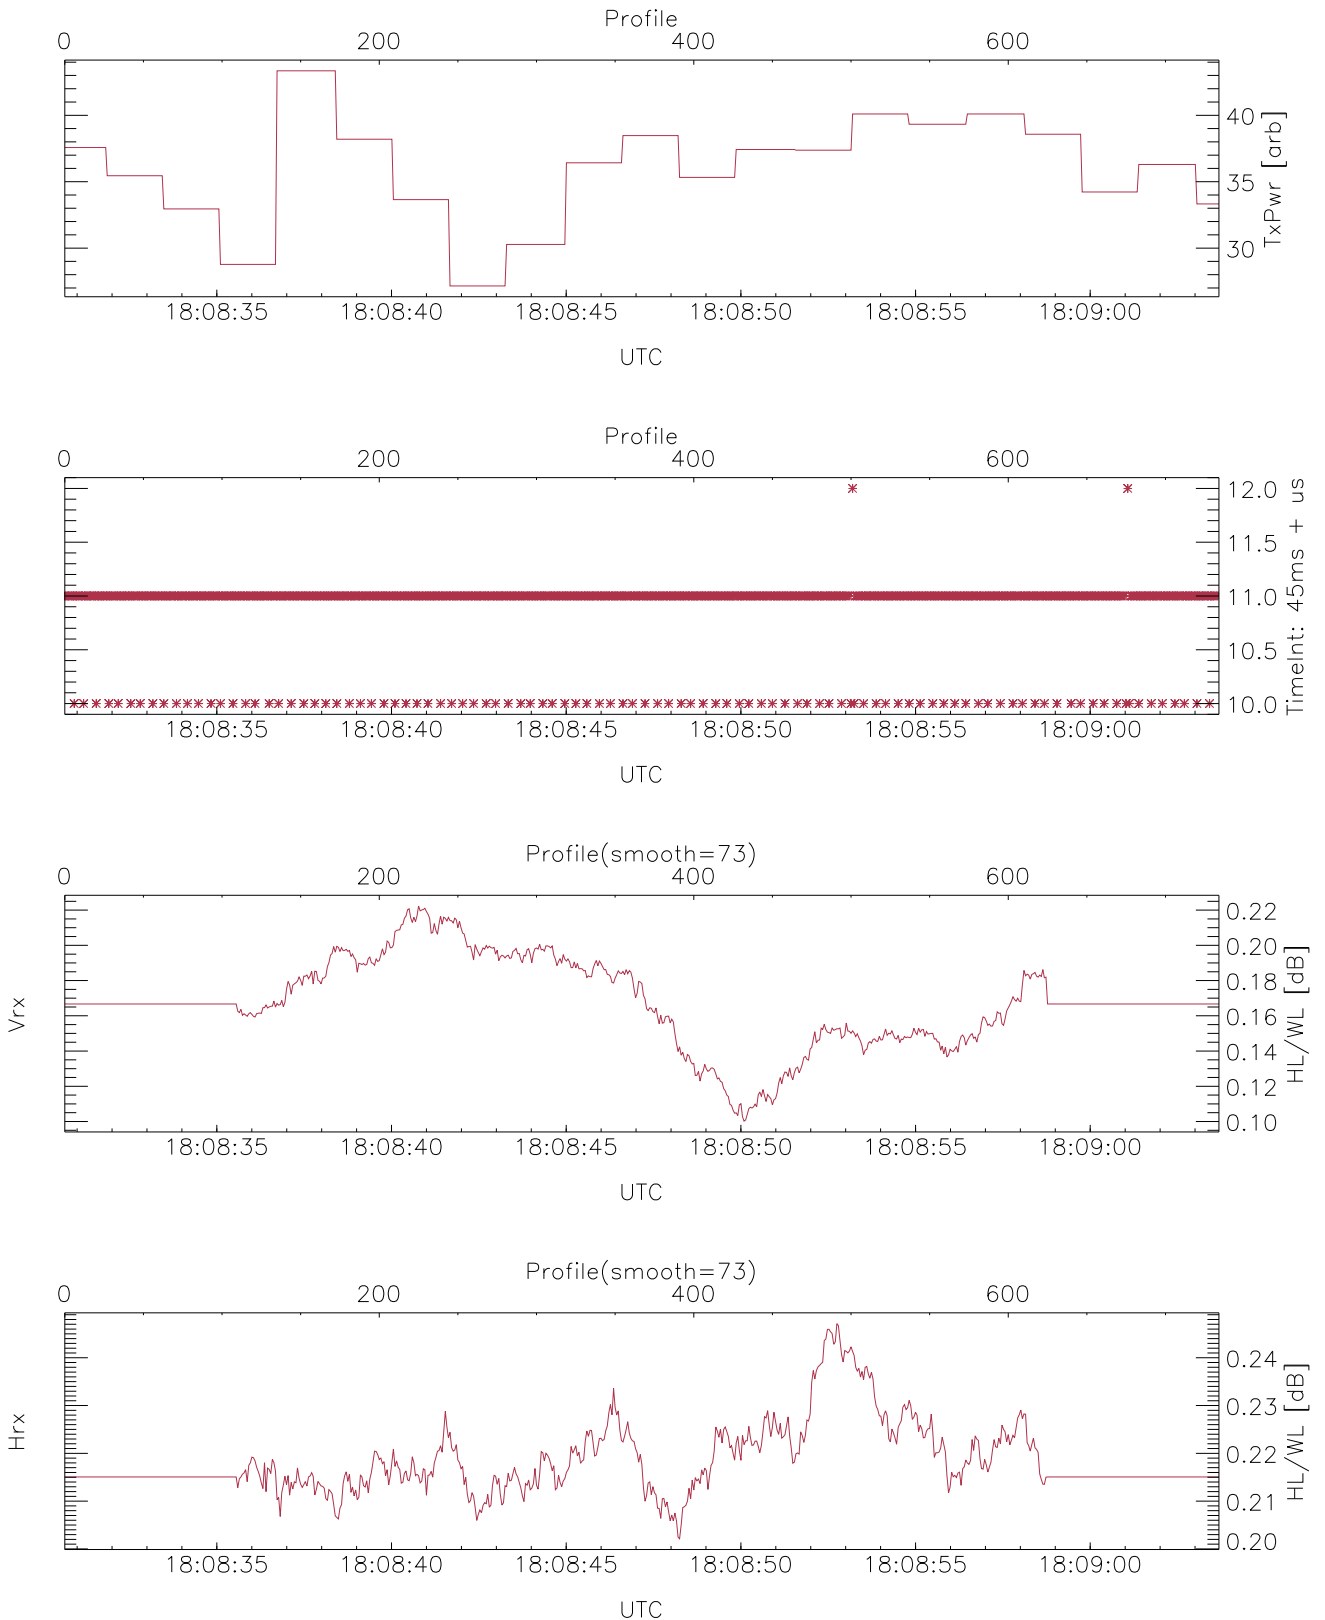 Profile
0 200 400 600
40
35
30
TxPwr [arb]
18:08:35 18:08:40 18:08:45 18:08:50 18:08:55 18:09:00
UTC
Profile
0 200 400 600
12.0
11.5
11.0
10.5
10.0
TimeInt: 45ms + us
18:08:35 18:08:40 18:08:45 18:08:50 18:08:55 18:09:00
UTC
Profile(smooth=73)
0 200 400 600
Vrx
0.22
0.20
0.18
0.16
0.14
0.12
0.10
HL/WL [dB]
18:08:35 18:08:40 18:08:45 18:08:50 18:08:55 18:09:00
UTC
Profile(smooth=73)
0 200 400 600
Hrx
0.24
0.23
0.22
0.21
0.20
HL/WL [dB]
18:08:35 18:08:40 18:08:45 18:08:50 18:08:55 18:09:00
UTC